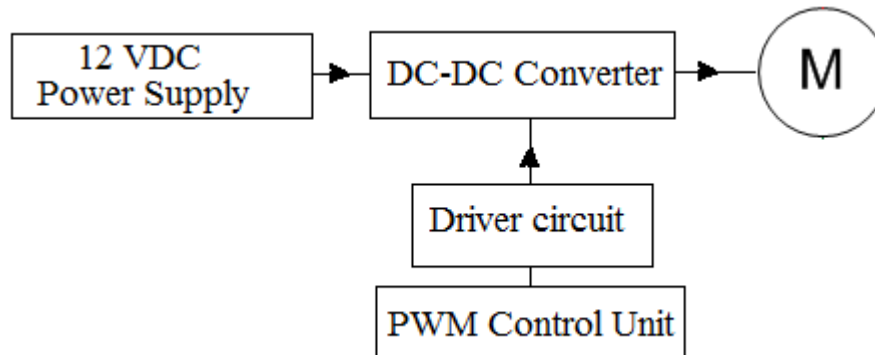 12 VDC
Power Supply
DC-DC Converter
M
Driver circuit
PWM Control Unit